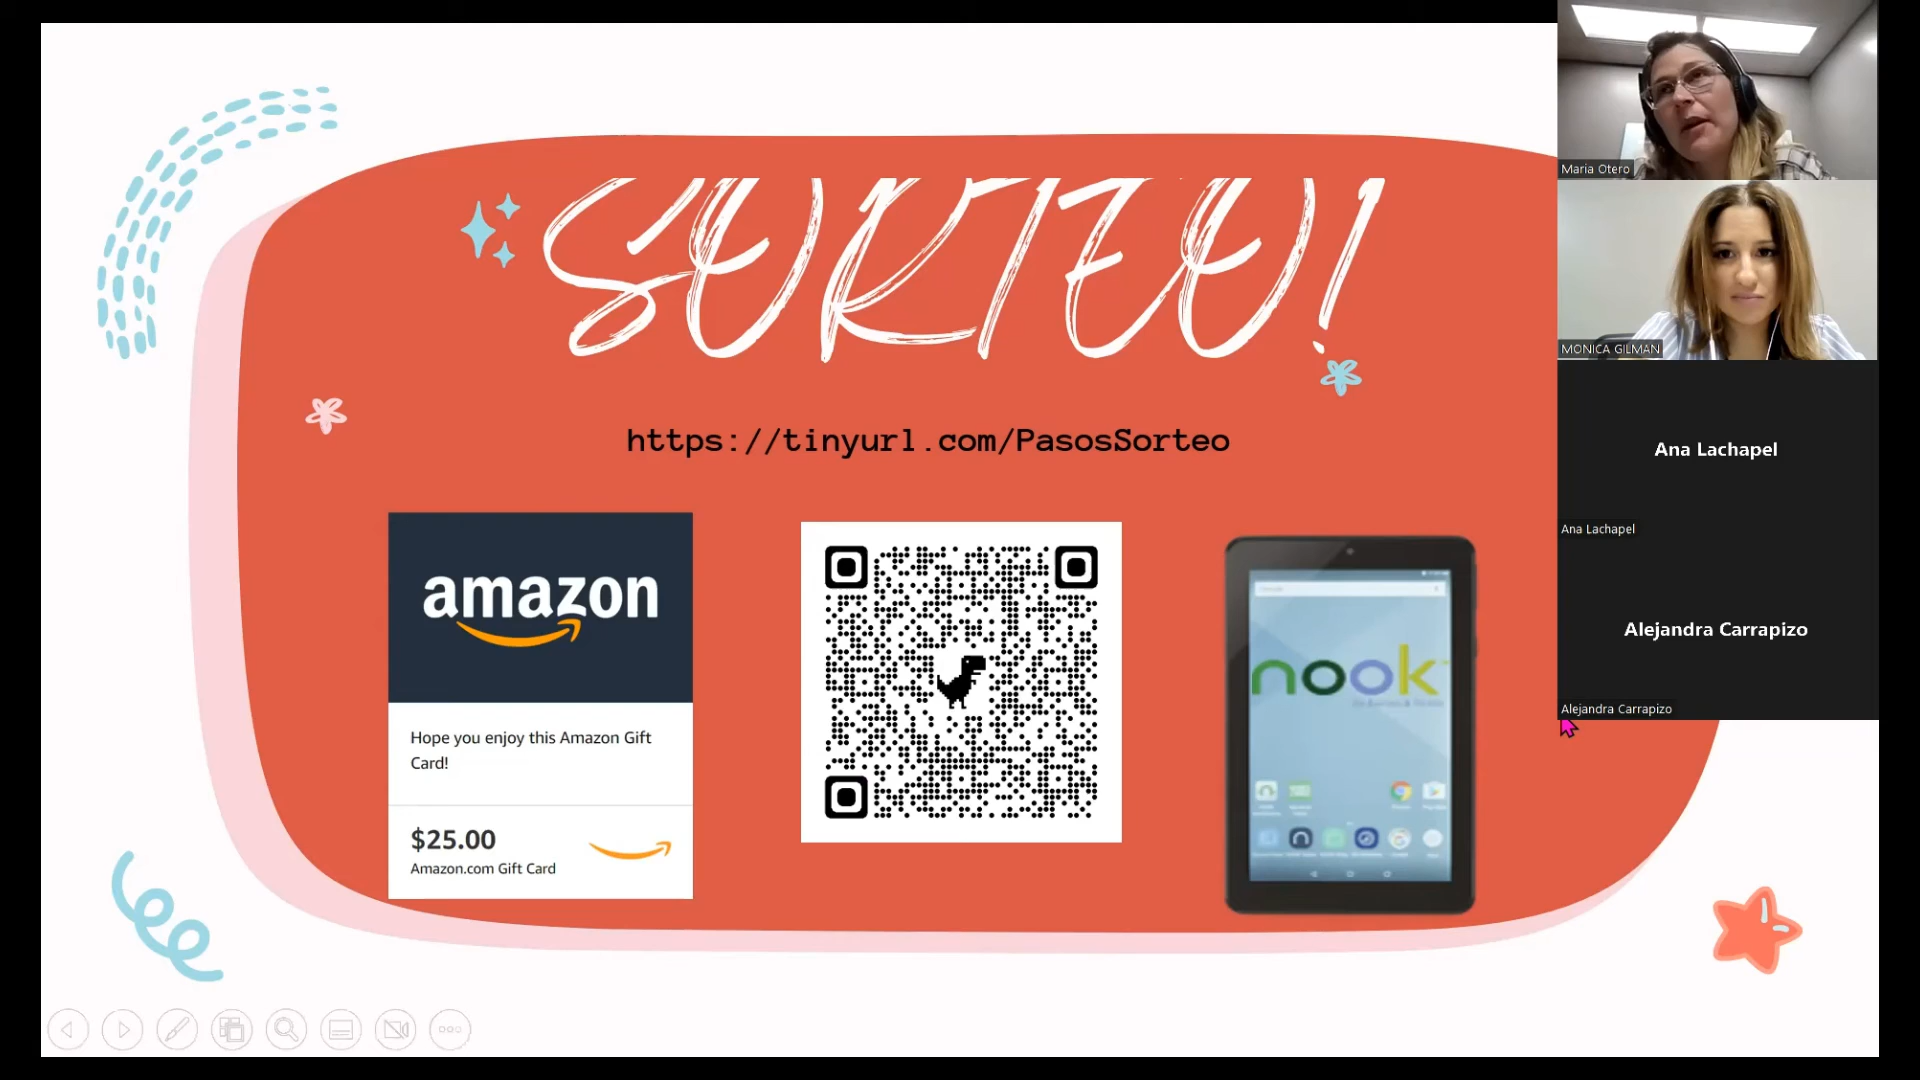 SORTEO!
https://tinyurl.com/PasosSorteo
amazon
Hope you enjoy this Amazon Gift
Card!
$25.00
Amazon.com Gift Card
nook
Maria Otero
MONICA GILMAN
Ana Lachapel
Ana Lachapel
Alejandra Carrapizo
Alejandra Carrapizo